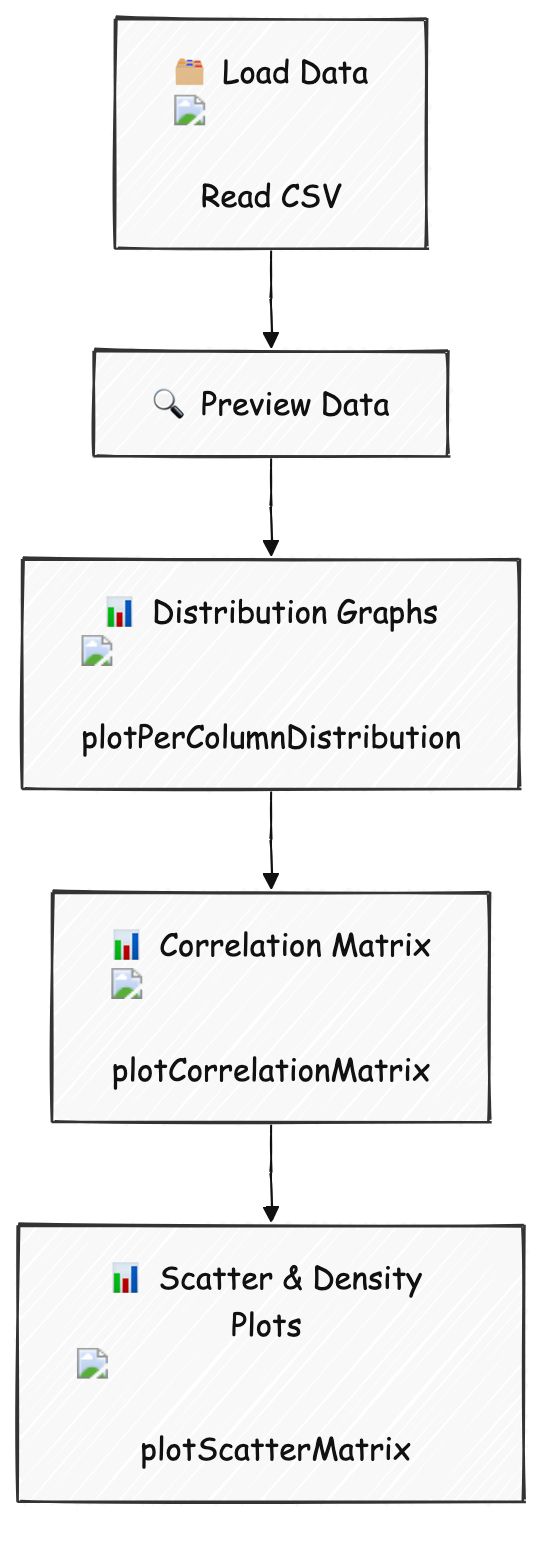 Load Data
Read CSV
Preview Data
Distribution Graphs
plotPerColumnDistribution
Correlation Matrix
plotCorrelationMatrix
Scatter & Density
Plots
plotScatterMatrix